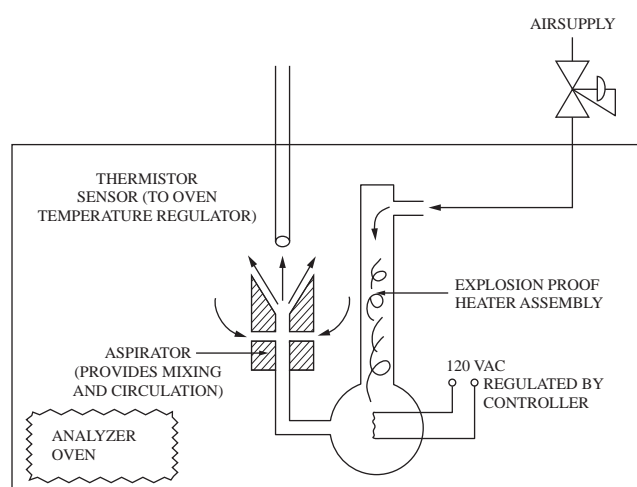 AIRSUPPLY
THERMISTOR
SENSOR (TO OVEN
TEMPERATURE REGULATOR)
EXPLOSION PROOF
HEATER ASSEMBLY
ASPIRATOR
(PROVIDES MIXING
AND CIRCULATION)
120 VAC
REGULATED BY
CONTROLLER
ANALYZER
OVEN